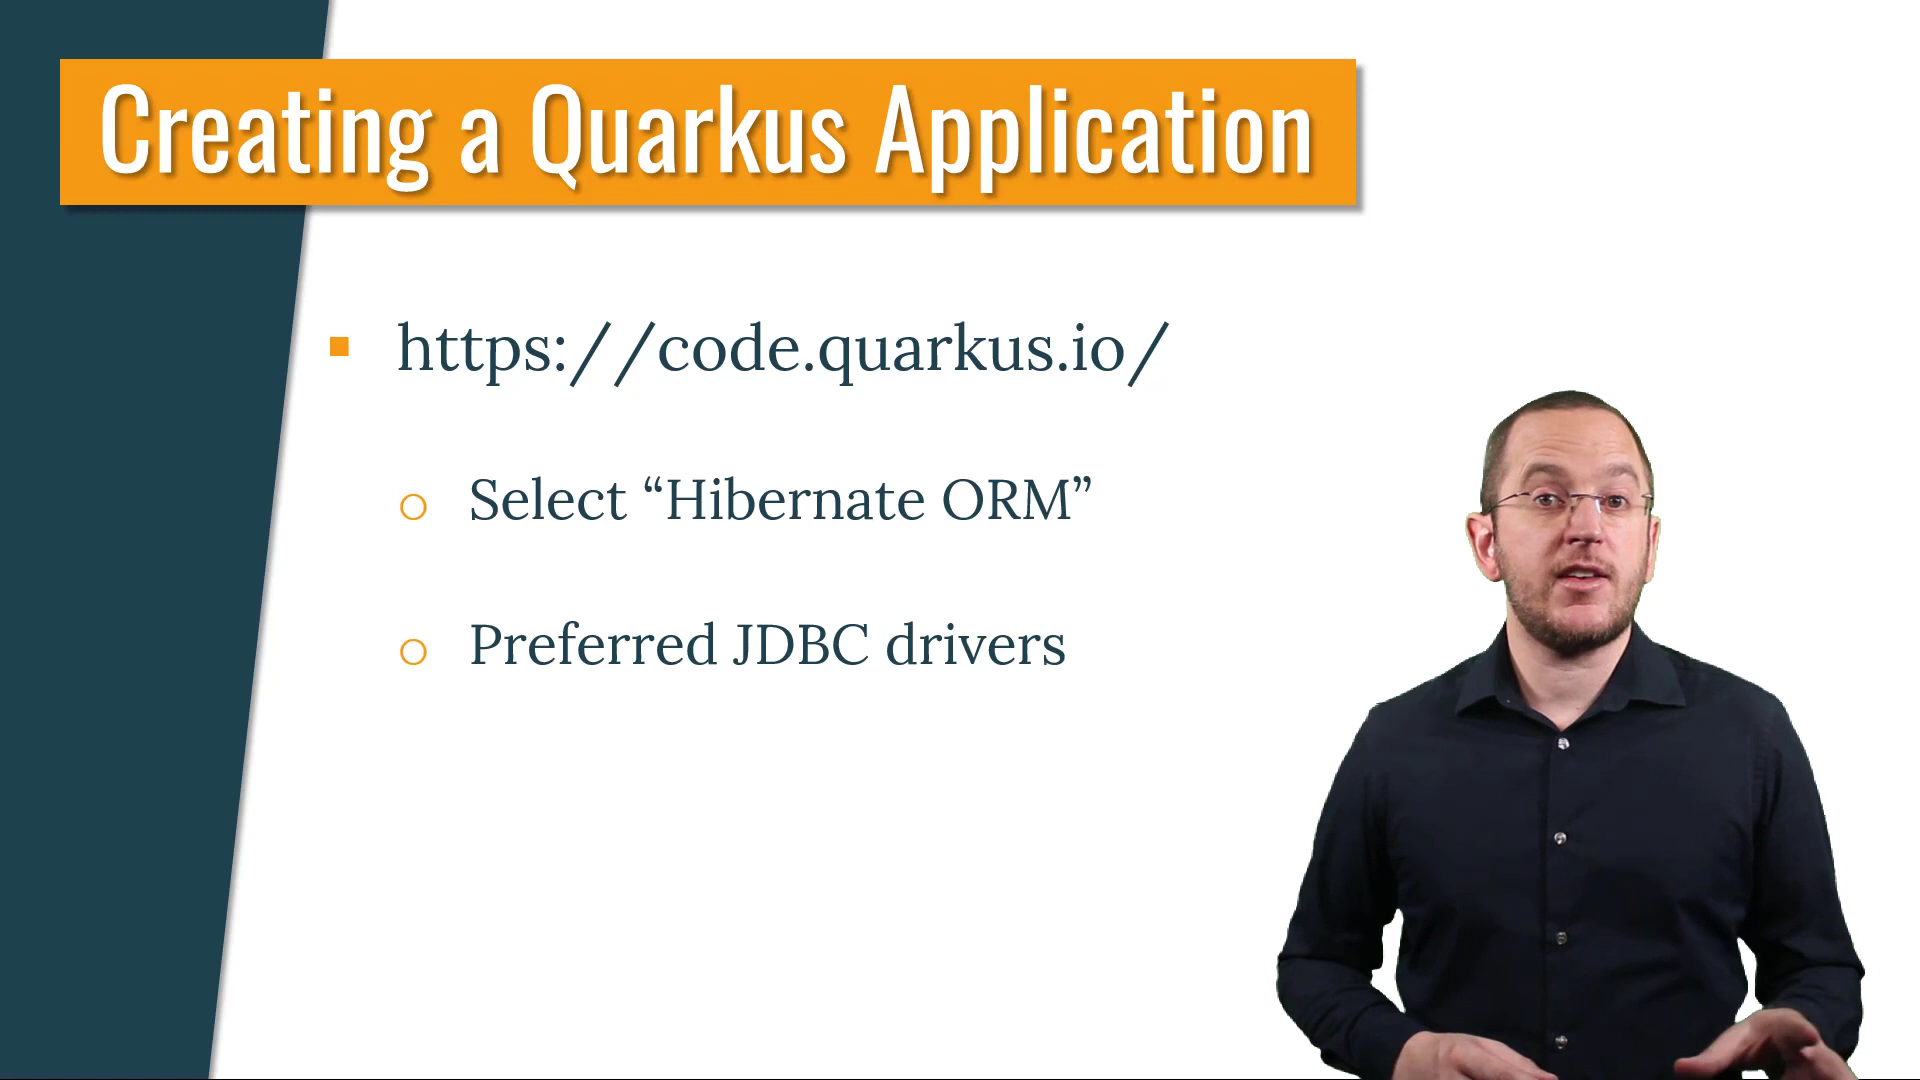 Creating a Quarkus Application
https://code.quarkus.io/
Select “Hibernate ORM”
Preferred JDBC drivers